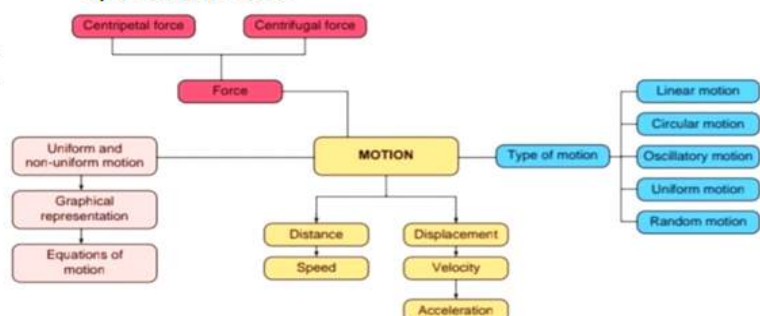 Centripetal force
Centrifugal force
Force
Linear motion
Circular motion
Uniform and
non-uniform motion
MOTION
Type of motion
Oscillatory motion
Uniform motion
Random motion
Graphical
representation
Equations of
motion
Distance
Displacement
Speed
Velocity
Acceleration